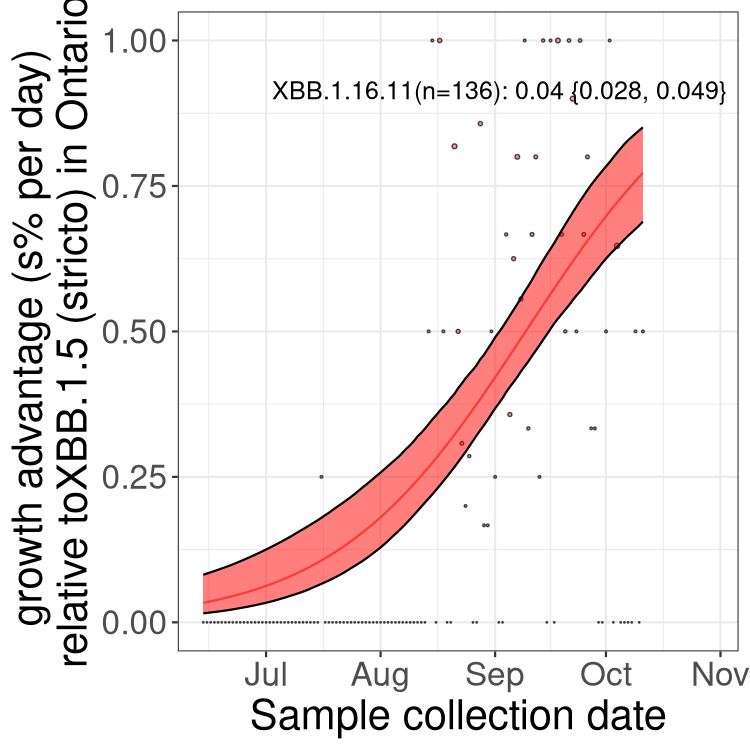 growth advantage (s% per day)
relative toXBB.1.5 (stricto) in Ontario
1.00
0.75
0.50
0.25
0.00
XBB.1.16.11(n=136): 0.04 {0.028, 0.049}
Jul Aug Sep Oct Nov
Sample collection date